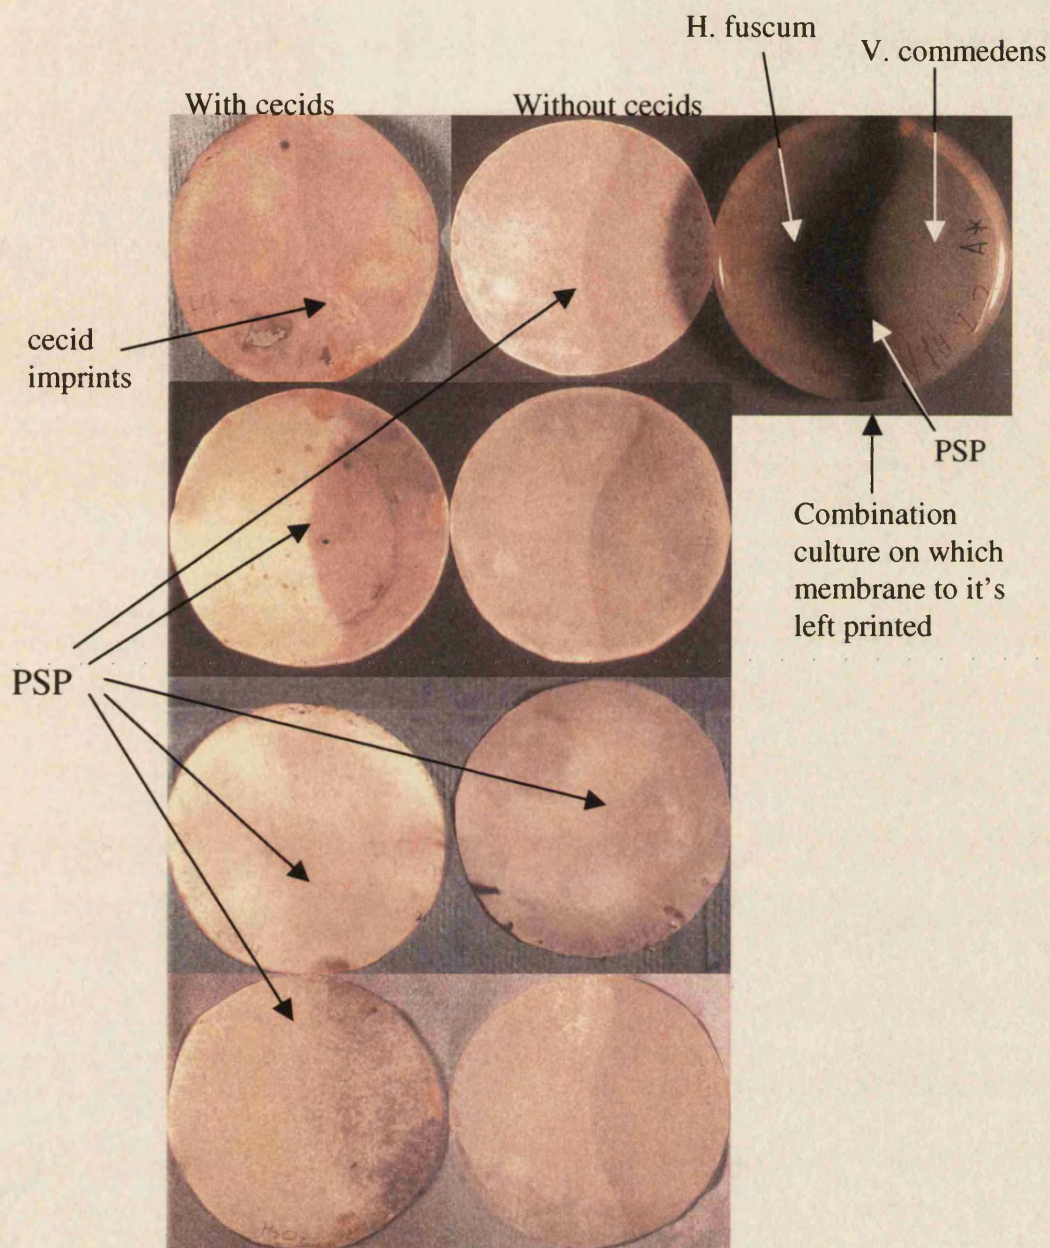 H. fuscum
V. commedens
With cecids
Without cecids
A*
cecid
imprints
PSP
Combination
culture on which
membrane to it's
left printed
PSP
H2O2